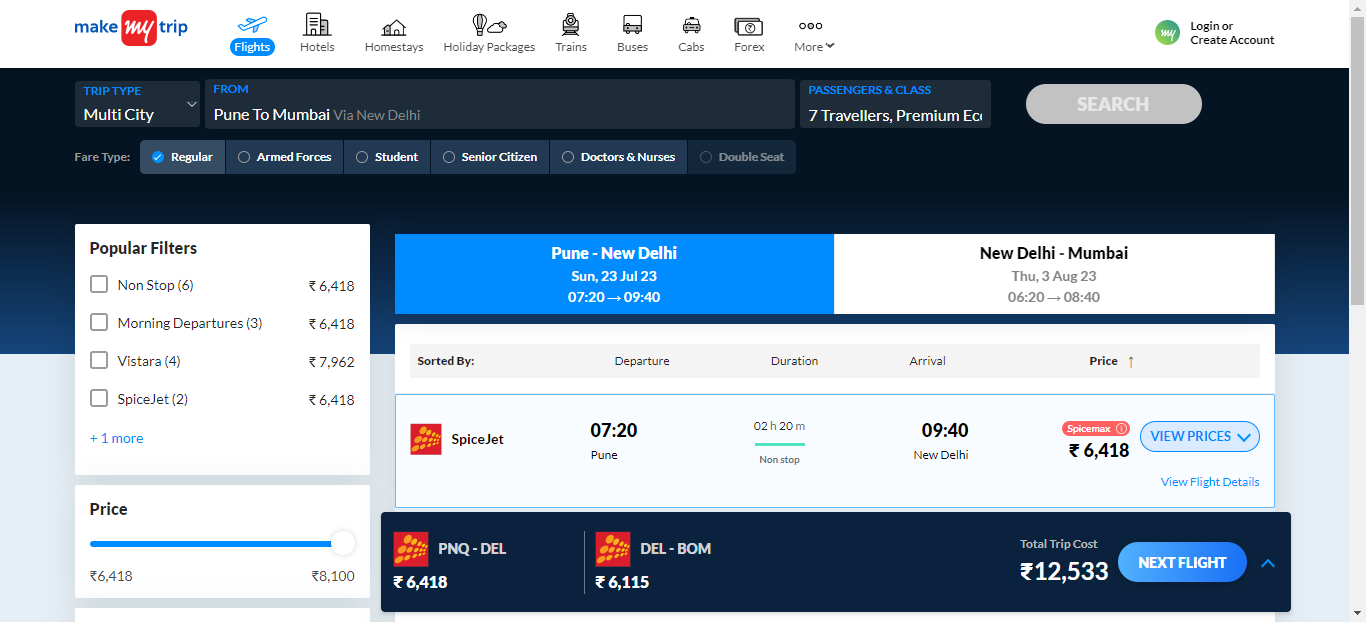 make my trip
Flights
Hotels
Homestays
Holiday Packages
Trains
Buses
Cabs
Forex
More
my
Login or
Create Account
TRIP TYPE
Multi City
FROM
Pune To Mumbai Via New Delhi
PASSENGERS & CLASS
7 Travellers, Premium Ec
SEARCH
Fare Type:
Regular
Armed Forces
Student
Senior Citizen
Doctors & Nurses
Double Seat
Popular Filters
Non Stop (6) ₹ 6,418
Morning Departures (3) ₹ 6,418
Vistara (4) ₹ 7,962
SpiceJet (2) ₹ 6,418
+ 1 more
Price
₹6,418 ₹8,100
Pune - New Delhi
Sun, 23 Jul 23
07:20 → 09:40
New Delhi - Mumbai
Thu, 3 Aug 23
06:20 → 08:40
Sorted By: Departure Duration Arrival Price ↑
SpiceJet
07:20
Pune
02 h 20 m
Non stop
09:40
New Delhi
Spicemax
₹ 6,418
VIEW PRICES
View Flight Details
PNQ - DEL
₹ 6,418
DEL - BOM
₹ 6,115
Total Trip Cost
₹12,533
NEXT FLIGHT